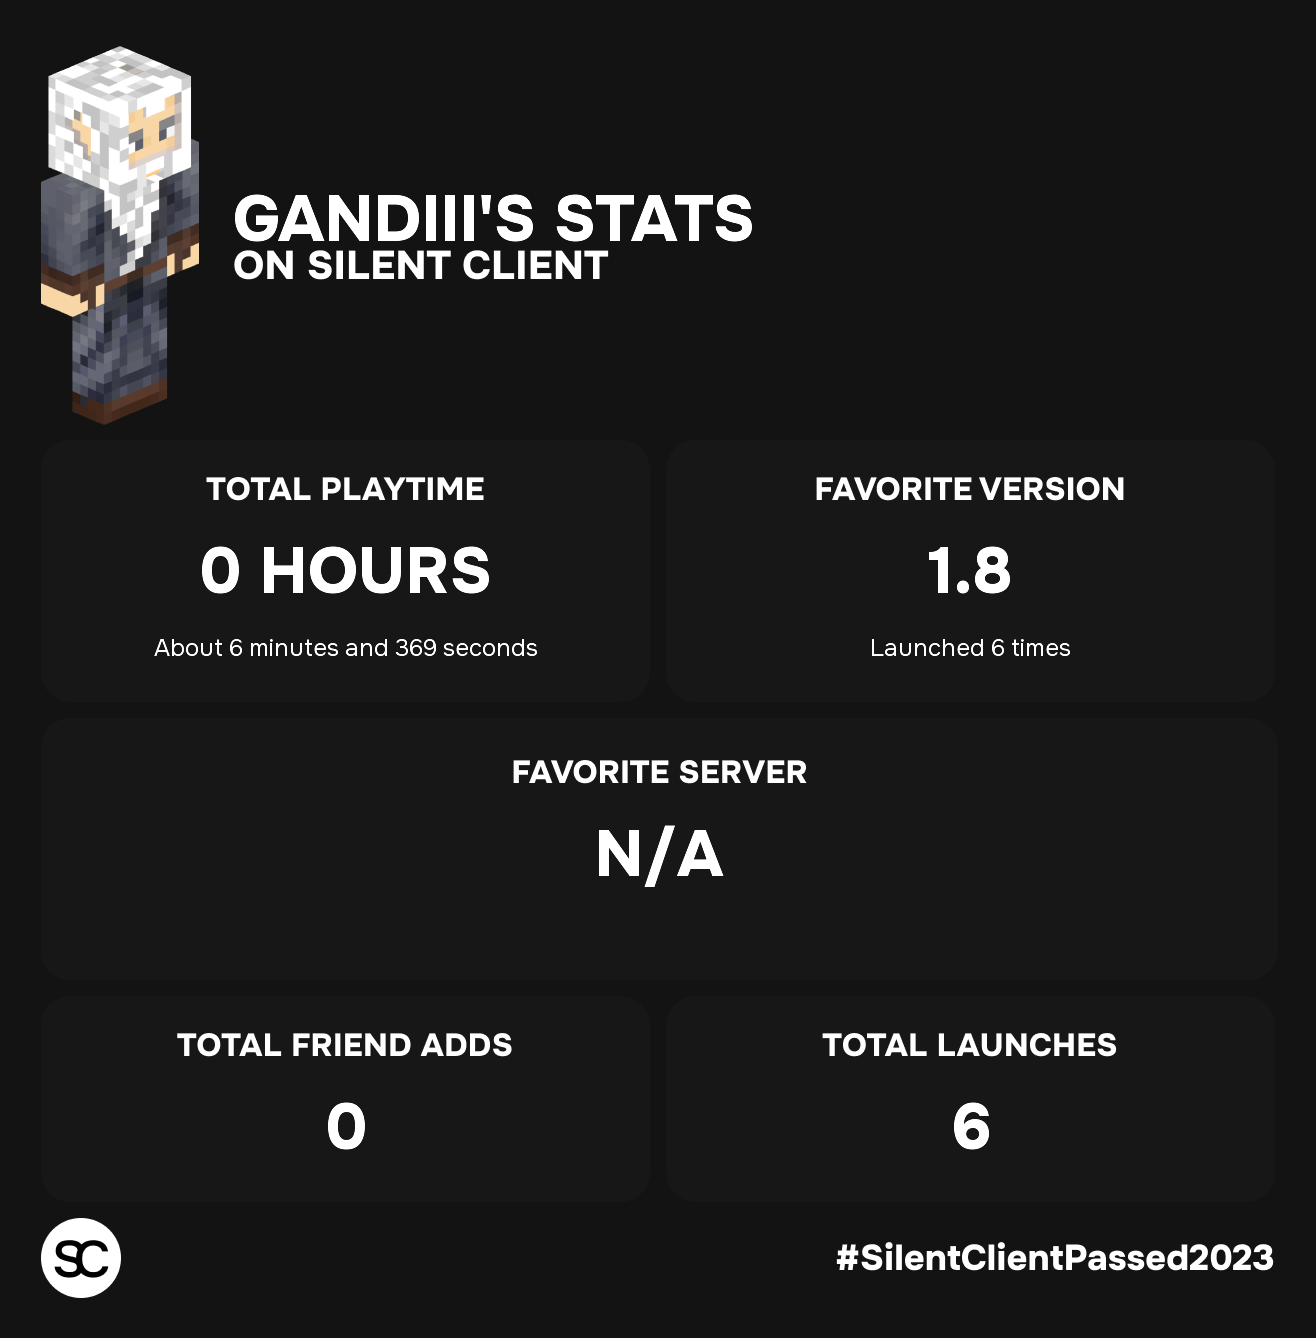 GANDIII'S STATS
ON SILENT CLIENT
TOTAL PLAYTIME
0 HOURS
About 6 minutes and 369 seconds
FAVORITE VERSION
1.8
Launched 6 times
FAVORITE SERVER
N/A
TOTAL FRIEND ADDS
0
TOTAL LAUNCHES
6
SC
#SilentClientPassed2023